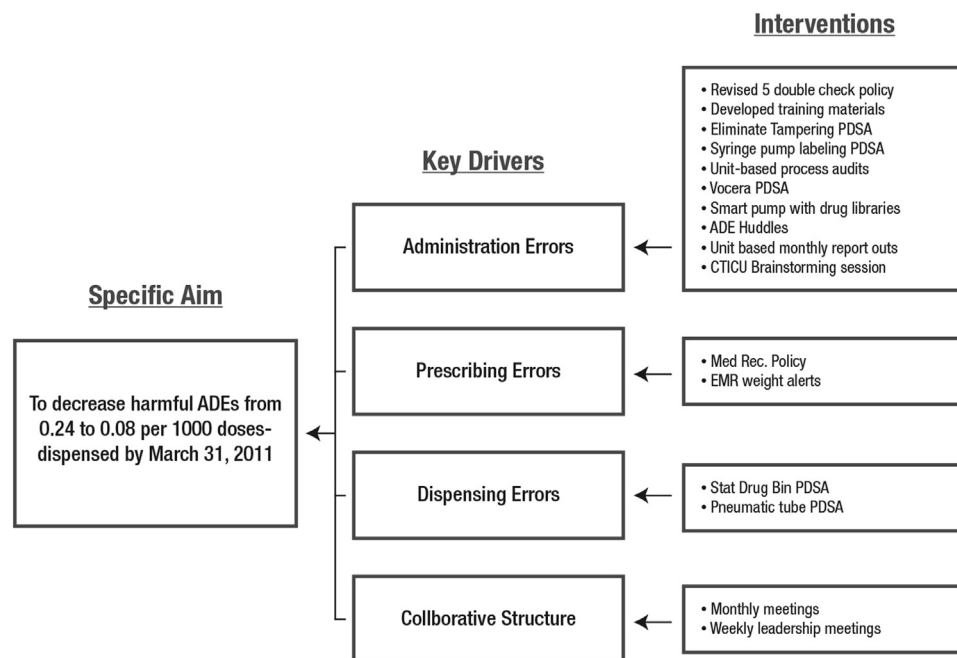 Interventions
• Revised 5 double check policy
• Developed training materials
• Eliminate Tampering PDSA
• Syringe pump labeling PDSA
• Unit-based process audits
• Vocera PDSA
• Smart pump with drug libraries
• ADE Huddles
• Unit based monthly report outs
• CTICU Brainstorming session
Key Drivers
Administration Errors
Specific Aim
To decrease harmful ADEs from
0.24 to 0.08 per 1000 doses-
dispensed by March 31, 2011
Prescribing Errors
• Med Rec. Policy
• EMR weight alerts
Dispensing Errors
• Stat Drug Bin PDSA
• Pneumatic tube PDSA
Collborative Structure
• Monthly meetings
• Weekly leadership meetings